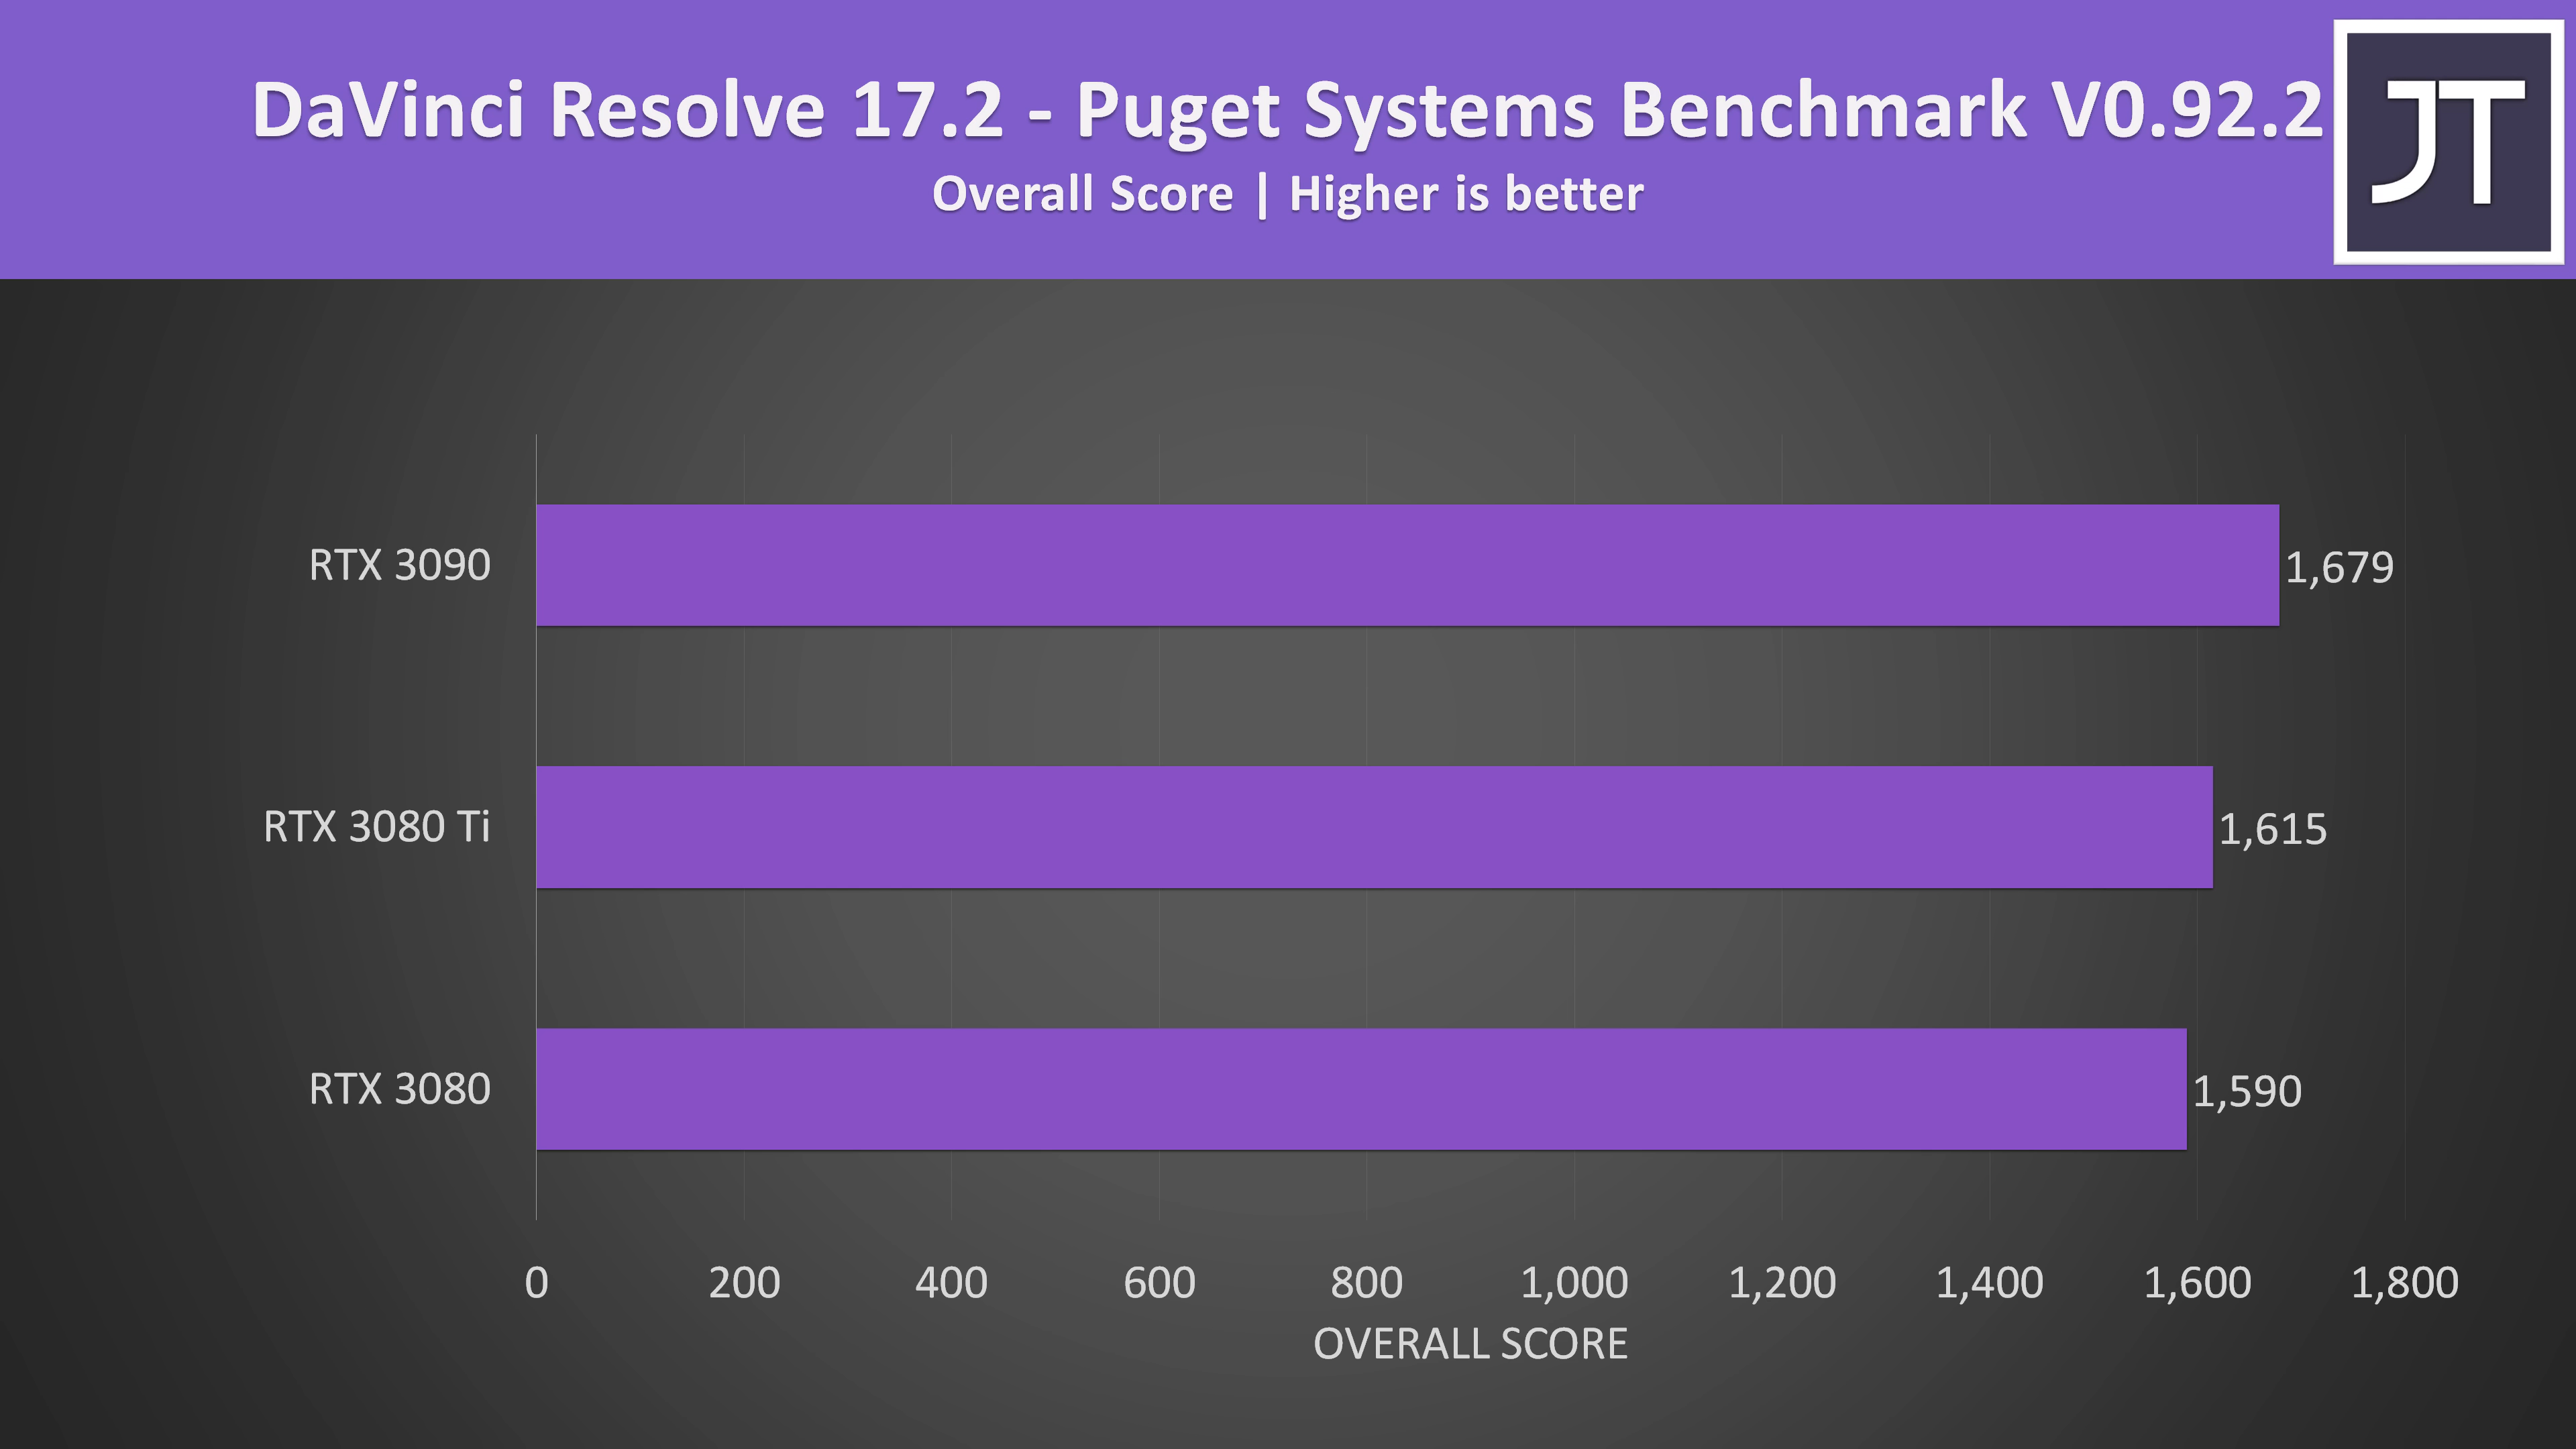 DaVinci Resolve 17.2 - Puget Systems Benchmark V0.92.2
Overall Score | Higher is better
JT
RTX 3090
1,679
RTX 3080 Ti
1,615
RTX 3080
1,590
0 200 400 600 800 1,000 1,200 1,400 1,600 1,800
OVERALL SCORE